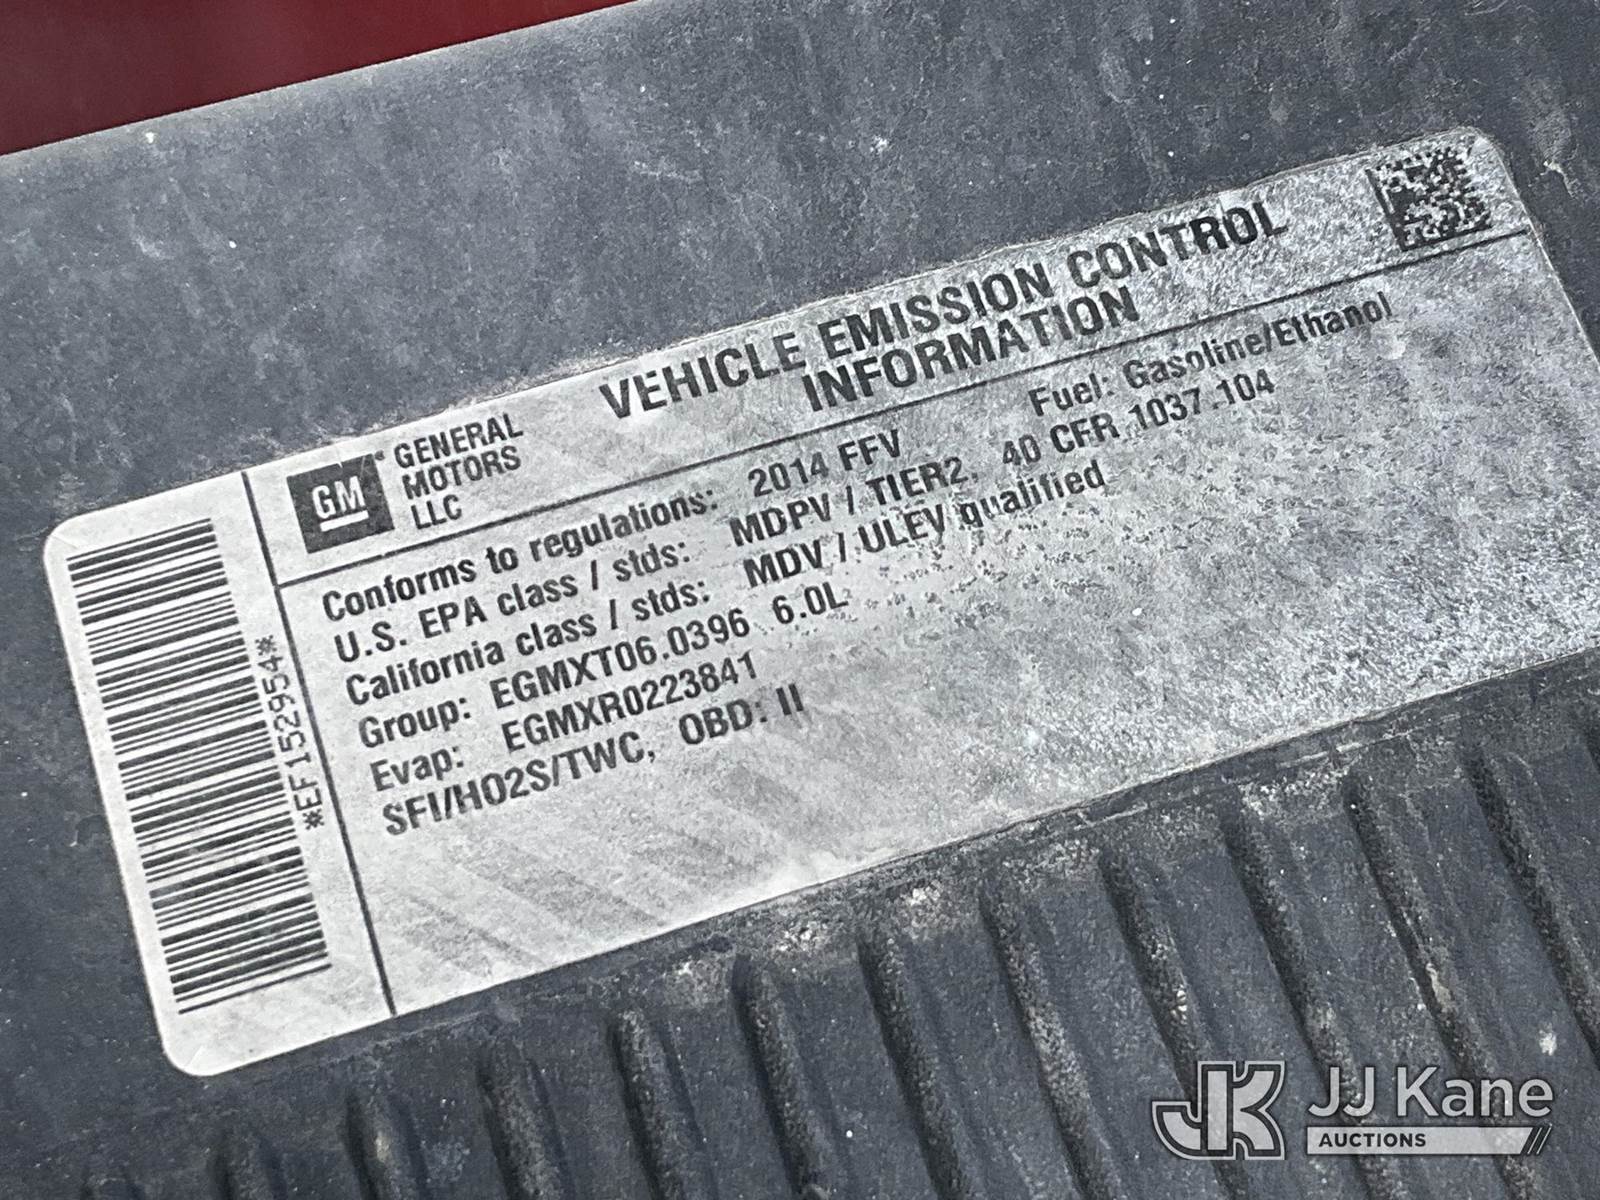 VEHICLE EMISSION CONTROL
INFORMATION
GM
GENERAL
MOTORS
LLC
Conforms to regulations: 2014 FFV Fuel: Gasoline/Ethanol
U.S. EPA class / stds: MDPV / TIER2, 40 CFR 1037.104
California class / stds: MDV / ULEV qualified
Group: EGMXT06.0396 6.0L
Evap: EGMXR0223841
SFI/HO2S/TWC, OBD: II
*EF152954*
JK JJ Kane
AUCTIONS